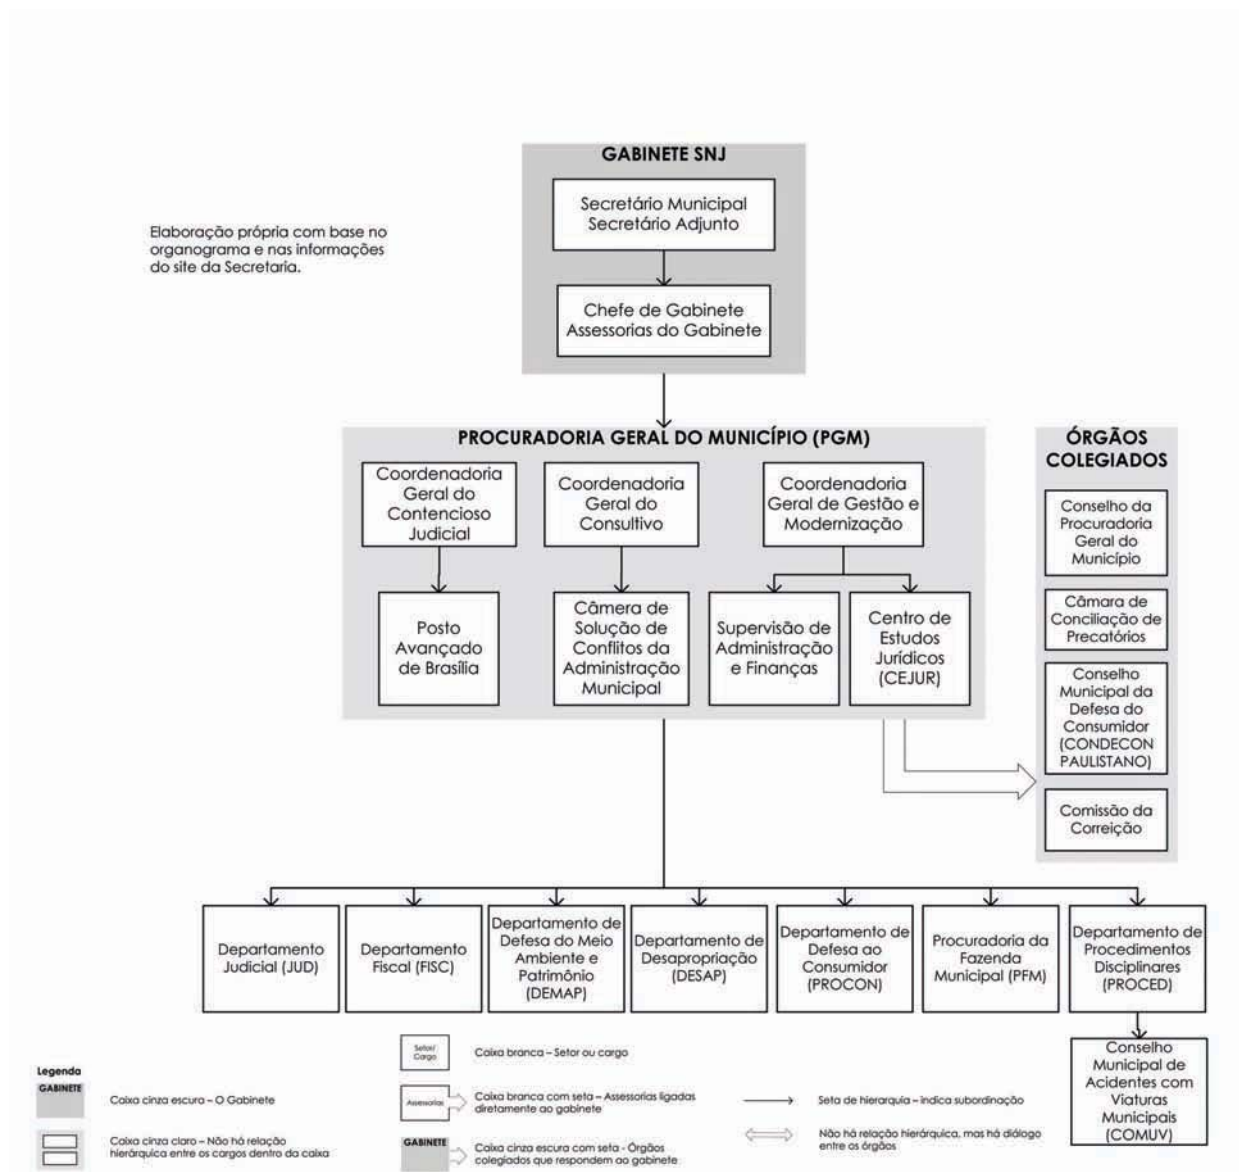 GABINETE SNJ
Secretário Municipal
Secretário Adjunto
Elaboração própria com base no
organograma e nas informações
do site da Secretaria.
Chefe de Gabinete
Assessorias do Gabinete
PROCURADORIA GERAL DO MUNICÍPIO (PGM)
Coordenadoria
Geral do
Contencioso
Judicial
Coordenadoria
Geral do
Consultivo
Coordenadoria
Geral de Gestão e
Modernização
Posto
Avançado
de Brasília
Câmera de
Solução de
Conflitos da
Administração
Municipal
Supervisão de
Administração
e Finanças
Centro de
Estudos
Jurídicos
(CEJUR)
ÓRGÃOS
COLEGIADOS
Conselho da
Procuradoria
Geral do
Município
Câmara de
Conciliação de
Precatórios
Conselho
Municipal da
Defesa do
Consumidor
(CONDECON
PAULISTANO)
Comissão da
Correição
Departamento
Judicial (JUD)
Departamento
Fiscal (FISC)
Departamento de
Defesa do Meio
Ambiente e
Patrimônio
(DEMAP)
Departamento de
Desapropriação
(DESAP)
Departamento de
Defesa ao
Consumidor
(PROCON)
Procuradoria da
Fazenda
Municipal (PFM)
Departamento de
Procedimentos
Disciplinares
(PROCED)
Conselho
Municipal de
Acidentes com
Viaturas
Municipais
(COMUV)
Legenda
GABINETE
Caixa cinza escura – O Gabinete
Caixa cinza claro – Não há relação
hierárquica entre os cargos dentro da caixa
Setor/
Cargo
Caixa branca – Setor ou cargo
Assessorias
Caixa branca com seta – Assessorias ligadas
diretamente ao gabinete
GABINETE
Caixa cinza escura com seta - Órgãos
colegiados que respondem ao gabinete
Seta de hierarquia – indica subordinação
Não há relação hierárquica, mas há diálogo
entre os órgãos